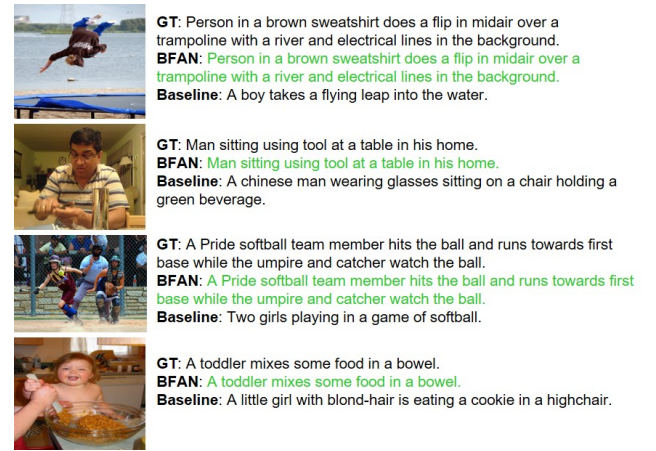 GT: Person in a brown sweatshirt does a flip in midair over a
trampoline with a river and electrical lines in the background.
BFAN: Person in a brown sweatshirt does a flip in midair over a
trampoline with a river and electrical lines in the background.
Baseline: A boy takes a flying leap into the water.
GT: Man sitting using tool at a table in his home.
BFAN: Man sitting using tool at a table in his home.
Baseline: A chinese man wearing glasses sitting on a chair holding a
green beverage.
GT: A Pride softball team member hits the ball and runs towards first
base while the umpire and catcher watch the ball.
BFAN: A Pride softball team member hits the ball and runs towards first
base while the umpire and catcher watch the ball.
Baseline: Two girls playing in a game of softball.
GT: A toddler mixes some food in a bowel.
BFAN: A toddler mixes some food in a bowel.
Baseline: A little girl with blond-hair is eating a cookie in a highchair.